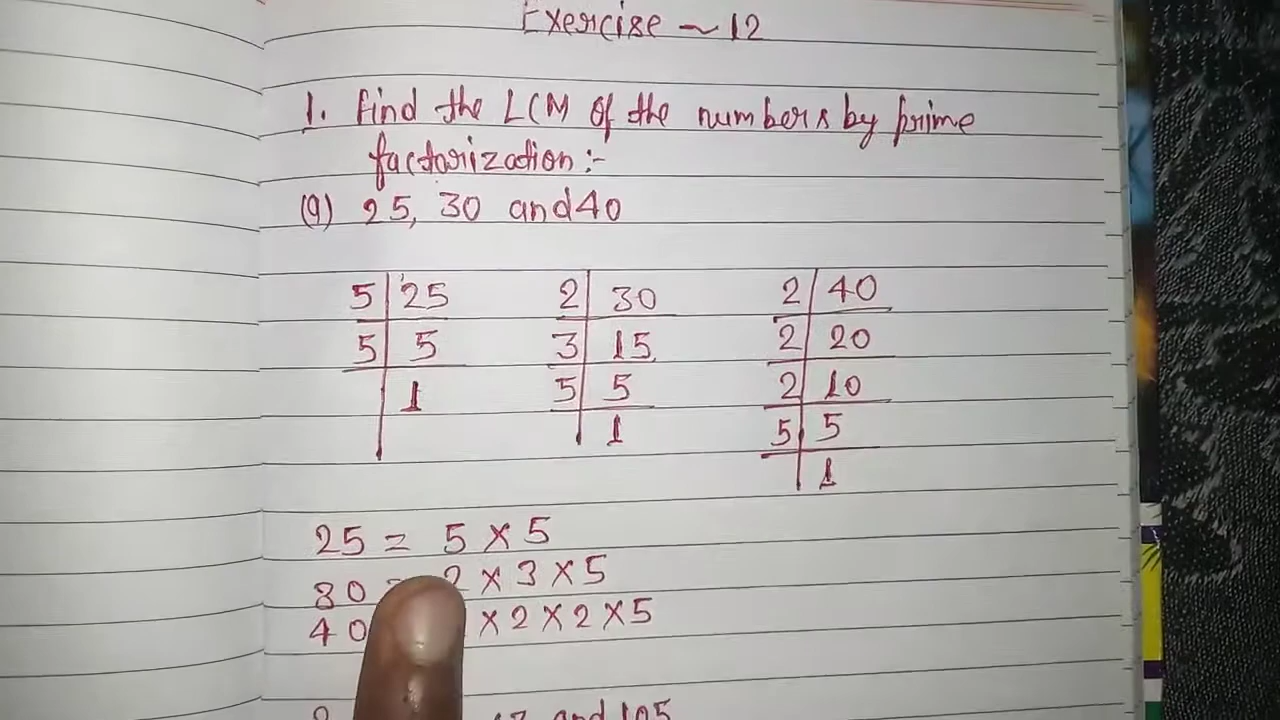 Exercise ~ 12
1. Find the LCM of the numbers by prime
factorization :-
(a) 25, 30 and 40
5 25 2 30 2 40
5 5 3 15 2 20
1 5 5 2 10
1 5 5
1
25 = 5 × 5
30 = 2 × 3 × 5
40 × 2 × 2 × 5
and 105